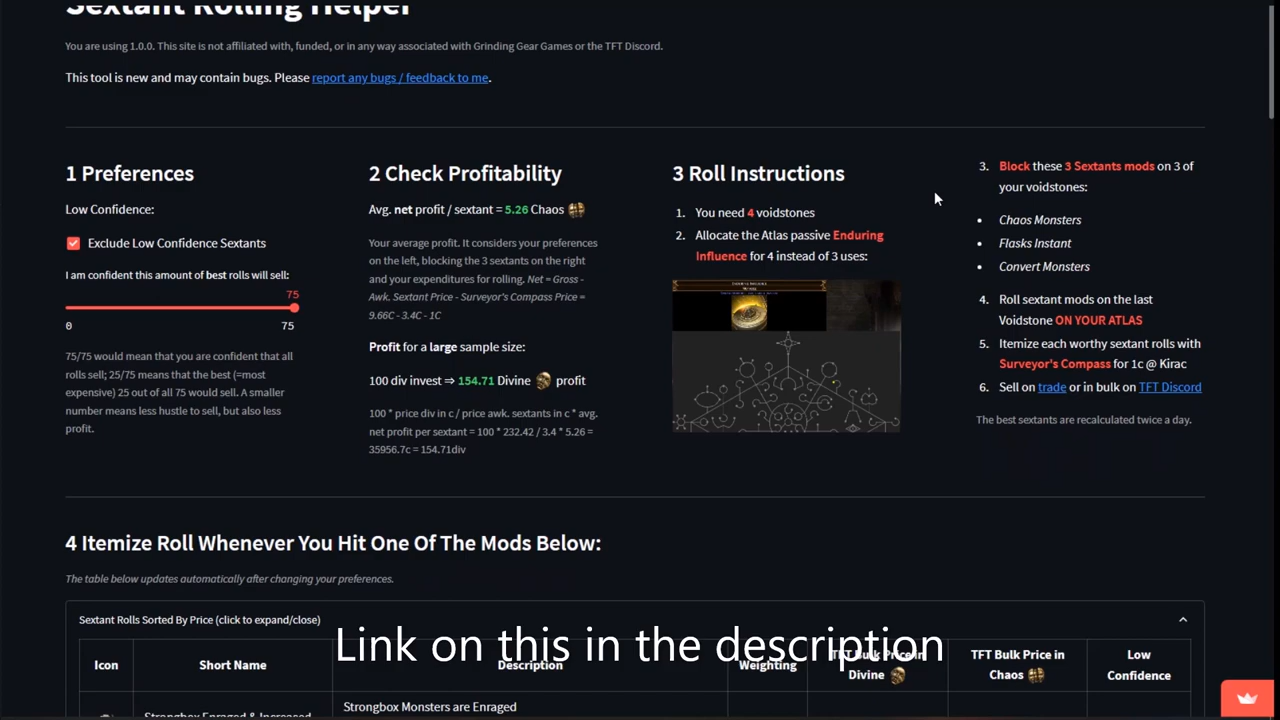 Sextant Rolling Helper
You are using 1.0.0. This site is not affiliated with, funded, or in any way associated with Grinding Gear Games or the TFT Discord.
This tool is new and may contain bugs. Please report any bugs / feedback to me.
1 Preferences
Low Confidence:
Exclude Low Confidence Sextants
I am confident this amount of best rolls will sell:
75
0 75
75/75 would mean that you are confident that all
rolls sell; 25/75 means that the best (=most
expensive) 25 out of all 75 would sell. A smaller
number means less hustle to sell, but also less
profit.
2 Check Profitability
Avg. net profit / sextant = 5.26 Chaos
Your average profit. It considers your preferences
on the left, blocking the 3 sextants on the right
and your expenditures for rolling. Net = Gross -
Awk. Sextant Price - Surveyor's Compass Price =
9.66C - 3.4C - 1C
Profit for a large sample size:
100 div invest ⇒ 154.71 Divine profit
100 * price div in c / price awk. sextants in c * avg.
net profit per sextant = 100 * 232.42 / 3.4 * 5.26 =
35956.7c = 154.71div
3 Roll Instructions
1. You need 4 voidstones
2. Allocate the Atlas passive Enduring
Influence for 4 instead of 3 uses:
3. Block these 3 Sextants mods on 3 of
your voidstones:
• Chaos Monsters
• Flasks Instant
• Convert Monsters
4. Roll sextant mods on the last
Voidstone ON YOUR ATLAS
5. Itemize each worthy sextant rolls with
Surveyor's Compass for 1c @ Kirac
6. Sell on trade or in bulk on TFT Discord
The best sextants are recalculated twice a day.
4 Itemize Roll Whenever You Hit One Of The Mods Below:
The table below updates automatically after changing your preferences.
Sextant Rolls Sorted By Price (click to expand/close)
Link on this in the description
Icon
Short Name
Description
Weighting
TFT Bulk Price in
Divine
TFT Bulk Price in
Chaos
Low
Confidence
Strongbox Enraged & Increased
Strongbox Monsters are Enraged